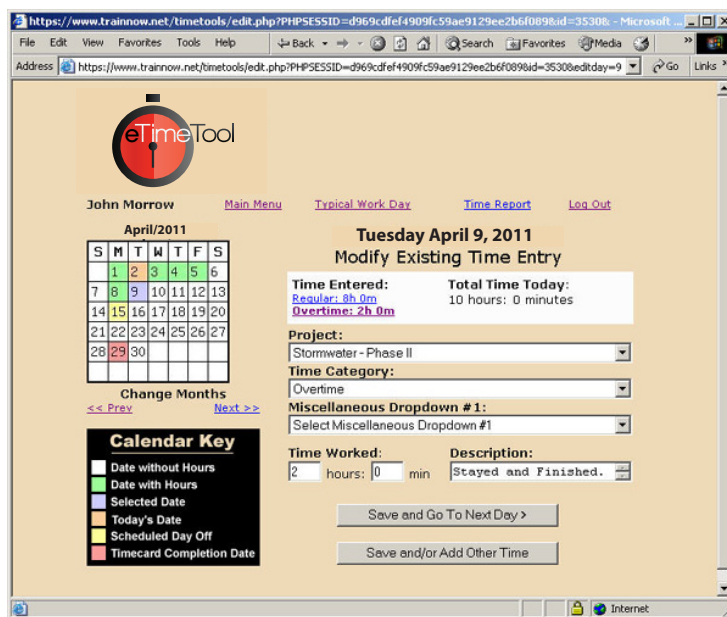 https://www.trainnow.net/timetools/edit.php?PHPSESSID=d969cdfef4909fc59ae9129ee2b6f089&id=3530& - Microsoft ...
File Edit View Favorites Tools Help Back Search Favorites Media »
Address https://www.trainnow.net/timetools/edit.php?PHPSESSID=d969cdfef4909fc59ae9129ee2b6f089&id=3530&editday=9 Go Links »
eTimeTool
John Morrow Main Menu Typical Work Day Time Report Log Out
April/2011
S M T W T F S
1 2 3 4 5 6
7 8 9 10 11 12 13
14 15 16 17 18 19 20
21 22 23 24 25 26 27
28 29 30
Change Months
<< Prev Next >>
Calendar Key
Date without Hours
Date with Hours
Selected Date
Today's Date
Scheduled Day Off
Timecard Completion Date
Tuesday April 9, 2011
Modify Existing Time Entry
Time Entered: Total Time Today:
Regular: 8h 0m 10 hours: 0 minutes
Overtime: 2h 0m
Project:
Stormwater - Phase II
Time Category:
Overtime
Miscellaneous Dropdown #1:
Select Miscellaneous Dropdown #1
Time Worked: Description:
2 hours: 0 min Stayed and Finished.
Save and Go To Next Day >
Save and/or Add Other Time
Internet